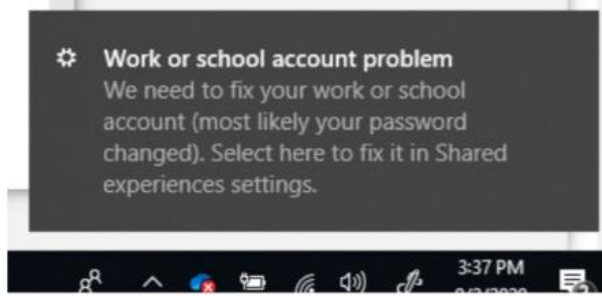 Work or school account problem
We need to fix your work or school
account (most likely your password
changed). Select here to fix it in Shared
experiences settings.
3:37 PM